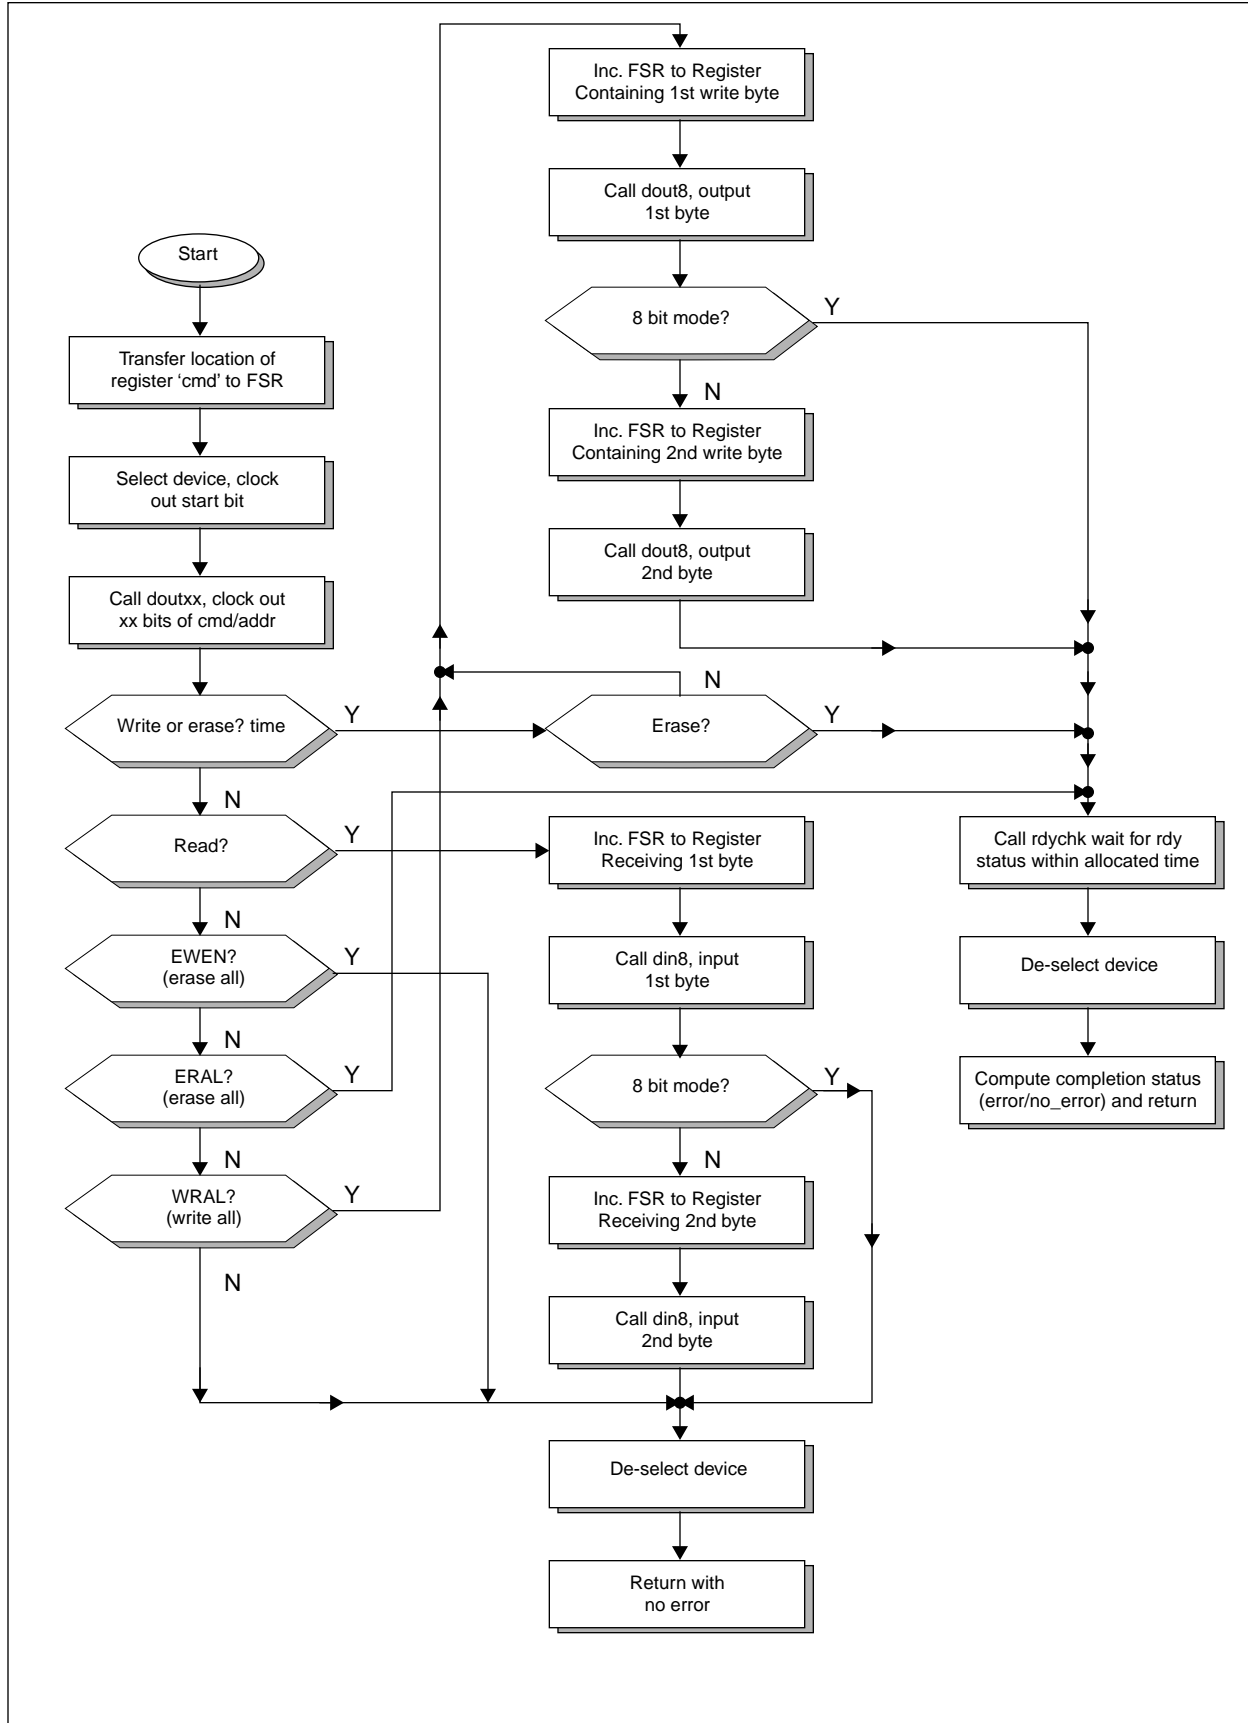 Inc. FSR to Register
Containing 1st write byte
Call dout8, output
1st byte
Start
8 bit mode?
Y
N
Transfer location of
register ‘cmd’ to FSR
Inc. FSR to Register
Containing 2nd write byte
Select device, clock
out start bit
Call dout8, output
2nd byte
Call doutxx, clock out
xx bits of cmd/addr
Write or erase? time
Y
N
Erase?
N
Y
Read?
Y
N
Inc. FSR to Register
Receiving 1st byte
Call rdychk wait for rdy
status within allocated time
EWEN?
(erase all)
Y
N
Call din8, input
1st byte
De-select device
ERAL?
(erase all)
Y
N
8 bit mode?
Y
N
Compute completion status
(error/no_error) and return
WRAL?
(write all)
Y
N
Inc. FSR to Register
Receiving 2nd byte
Call din8, input
2nd byte
De-select device
Return with
no error